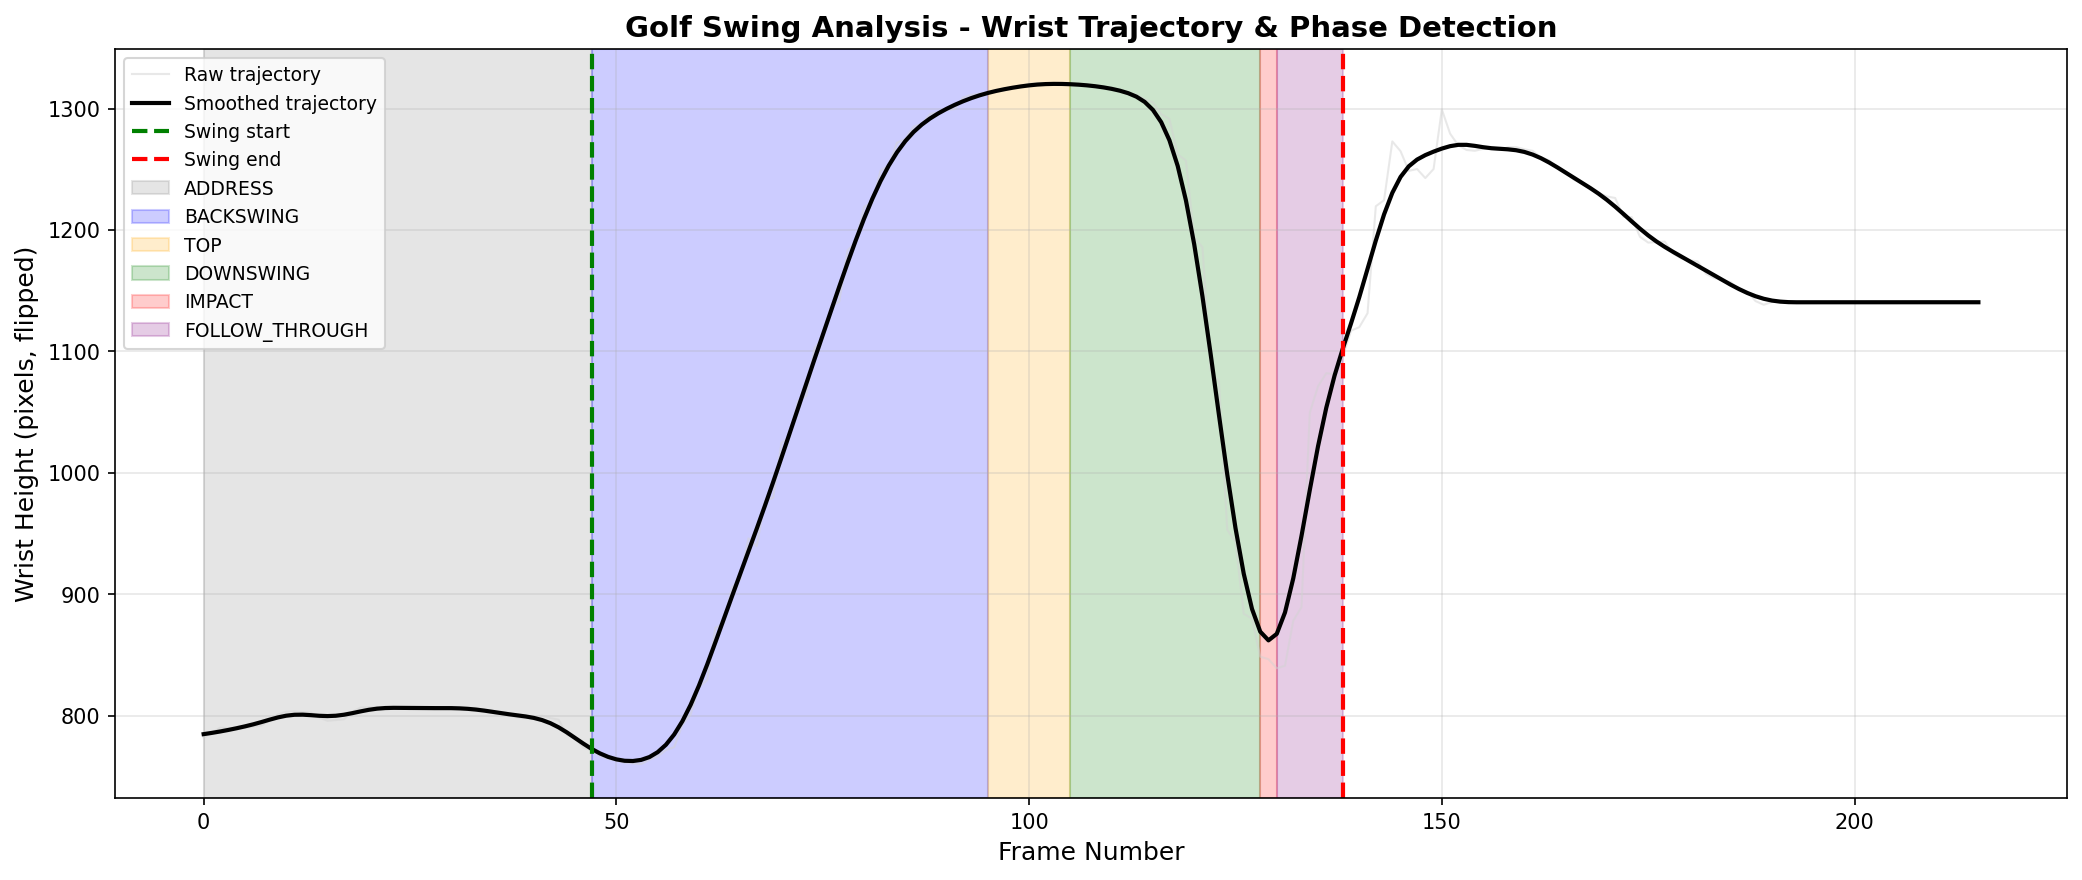 Golf Swing Analysis - Wrist Trajectory & Phase Detection
Raw trajectory
Smoothed trajectory
Swing start
Swing end
ADDRESS
BACKSWING
TOP
DOWNSWING
IMPACT
FOLLOW_THROUGH
Wrist Height (pixels, flipped)
1300
1200
1100
1000
900
800
0 50 100 150 200
Frame Number